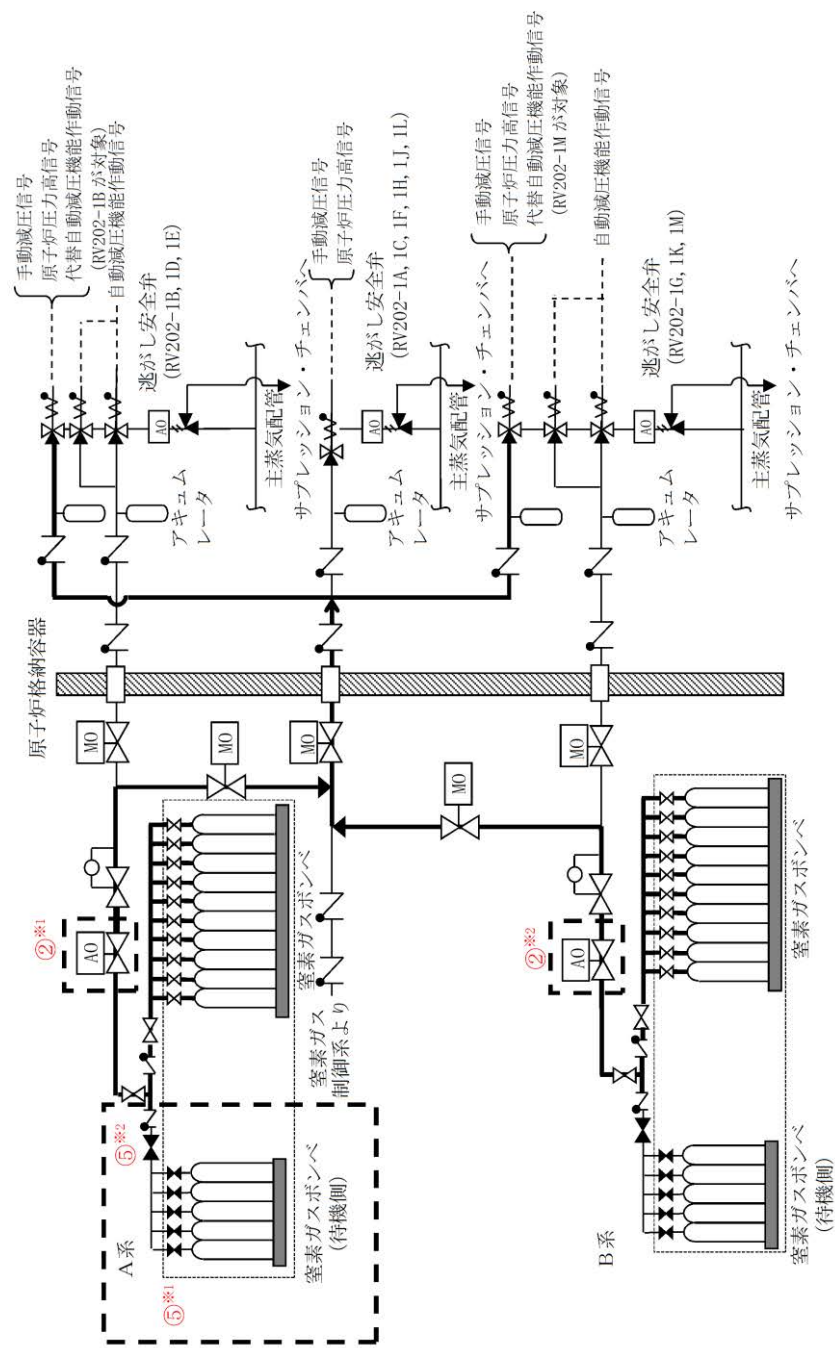 原子炉格納容器
手動減圧信号
原子炉圧力高信号
代替自動減圧機能作動信号
(RV202-1Bが対象)
自動減圧機能作動信号
逃がし安全弁
(RV202-1B, 1D, 1E)
AO
アキュム
レータ
主蒸気配管
サプレッション・チェンバへ
手動減圧信号
原子炉圧力高信号
逃がし安全弁
(RV202-1A, 1C, 1F, 1H, 1J, 1L)
AO
アキュム
レータ
主蒸気配管
サプレッション・チェンバへ
手動減圧信号
原子炉圧力高信号
代替自動減圧機能作動信号
(RV202-1Mが対象)
自動減圧機能作動信号
逃がし安全弁
(RV202-1G, 1K, 1M)
AO
アキュム
レータ
主蒸気配管
サプレッション・チェンバへ
MO
MO
MO
MO
MO
②※1
AO
窒素ガスボンベ
窒素ガス
制御系より
A系
⑤※2
⑤※1
窒素ガスボンベ
(待機側)
②※2
AO
窒素ガスボンベ
B系
窒素ガスボンベ
(待機側)